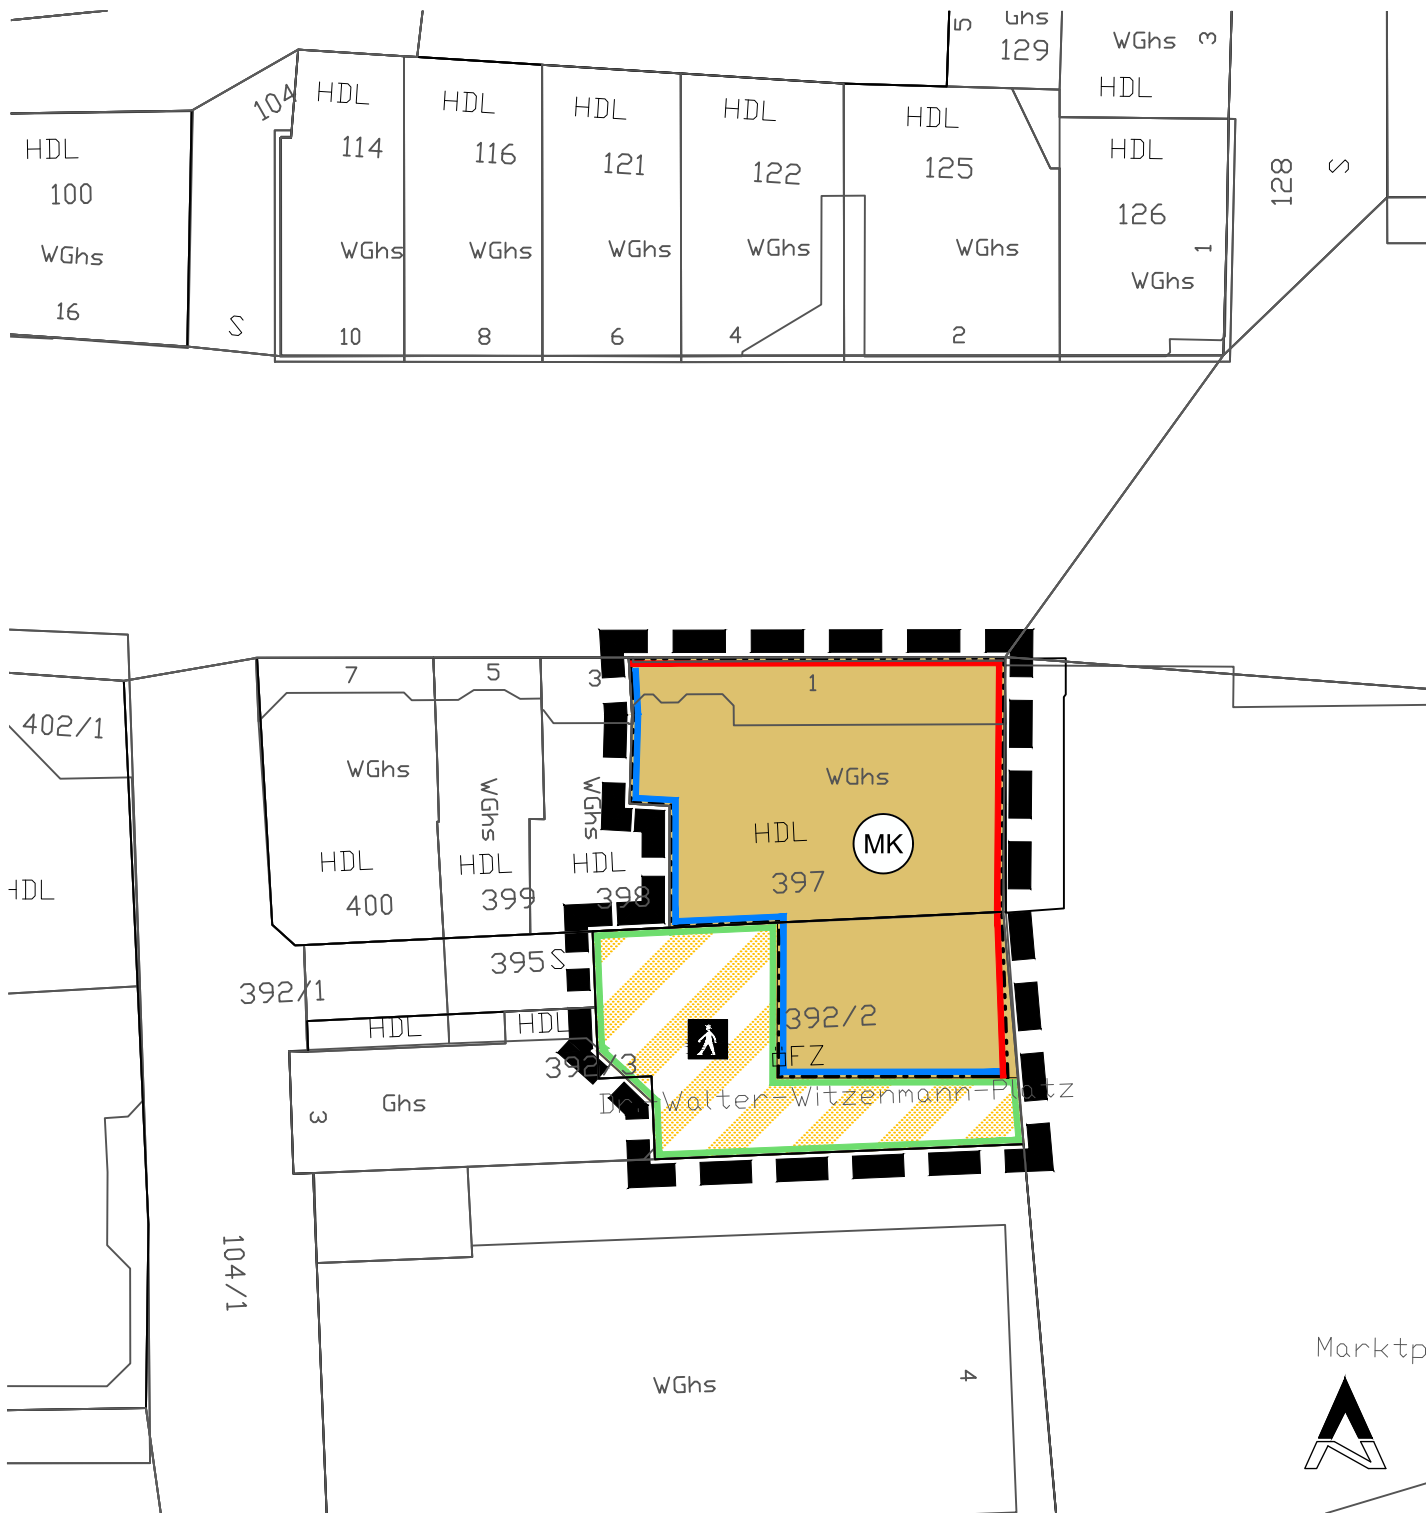 5
Ghs
129
WGhs
3
HDL
104
HDL
114
WGhs
10
HDL
116
WGhs
8
HDL
121
WGhs
6
HDL
122
WGhs
4
HDL
125
WGhs
2
HDL
126
1
WGhs
128
S
HDL
100
WGhs
16
S
7
5
3
1
402/1
WGhs
WGhs
WGhs
WGhs
HDL
HDL
HDL
HDL
MK
HDL
400
399
398
397
395
S
392/1
HDL
HDL
392/2
FZ
392/3
Dr.-Walter-Witzenmann-Platz
Ghs
3
104/1
WGhs
4
Marktp